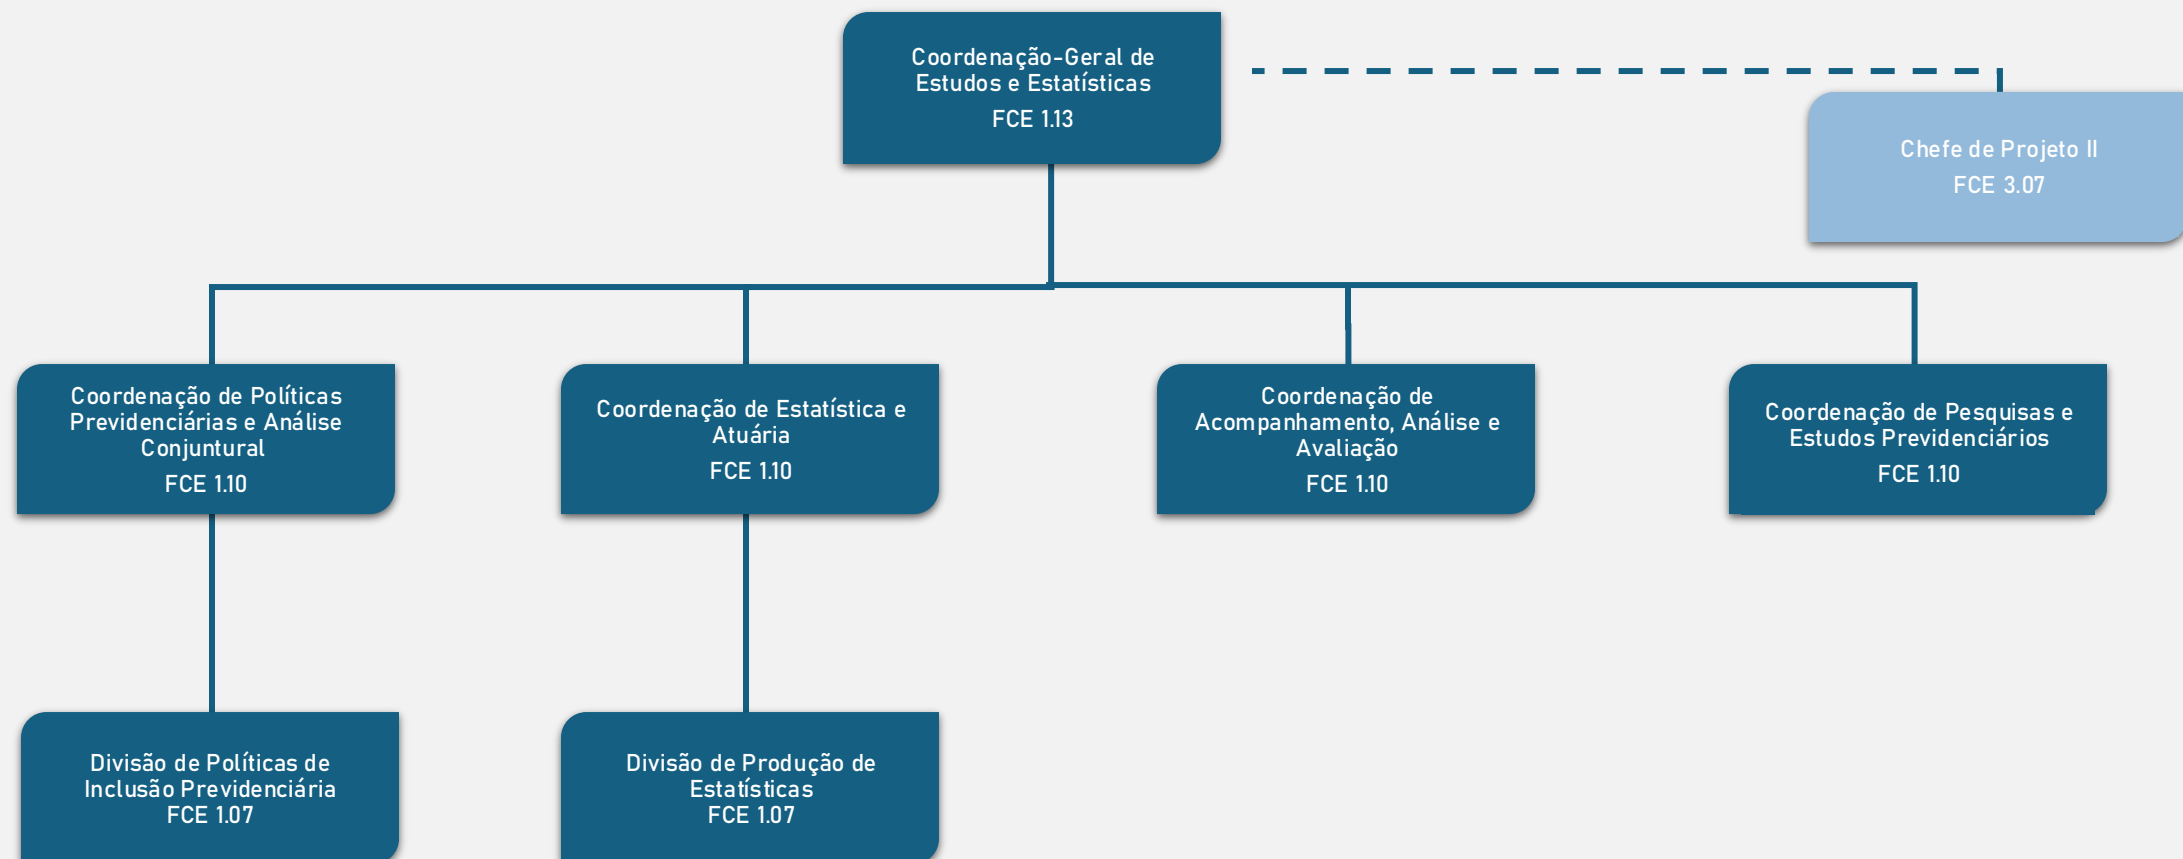 Coordenação-Geral de
Estudos e Estatísticas
FCE 1.13
Chefe de Projeto II
FCE 3.07
Coordenação de Políticas
Previdenciárias e Análise
Conjuntural
FCE 1.10
Coordenação de Estatística e
Atuária
FCE 1.10
Coordenação de
Acompanhamento, Análise e
Avaliação
FCE 1.10
Coordenação de Pesquisas e
Estudos Previdenciários
FCE 1.10
Divisão de Políticas de
Inclusão Previdenciária
FCE 1.07
Divisão de Produção de
Estatísticas
FCE 1.07